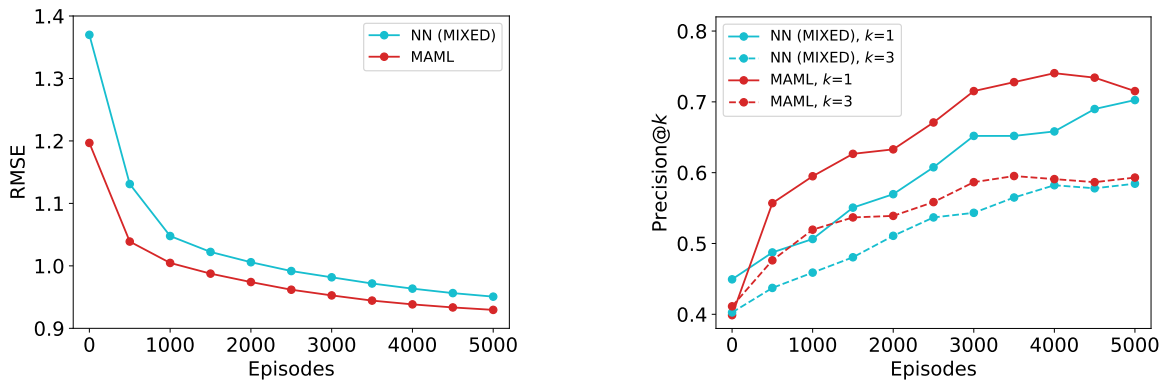 1.4
1.3
1.2
1.1
1.0
0.9
RMSE
0 1000 2000 3000 4000 5000
Episodes
NN (MIXED)
MAML
0.8
0.7
0.6
0.5
0.4
Precision@k
0 1000 2000 3000 4000 5000
Episodes
NN (MIXED), k=1
NN (MIXED), k=3
MAML, k=1
MAML, k=3